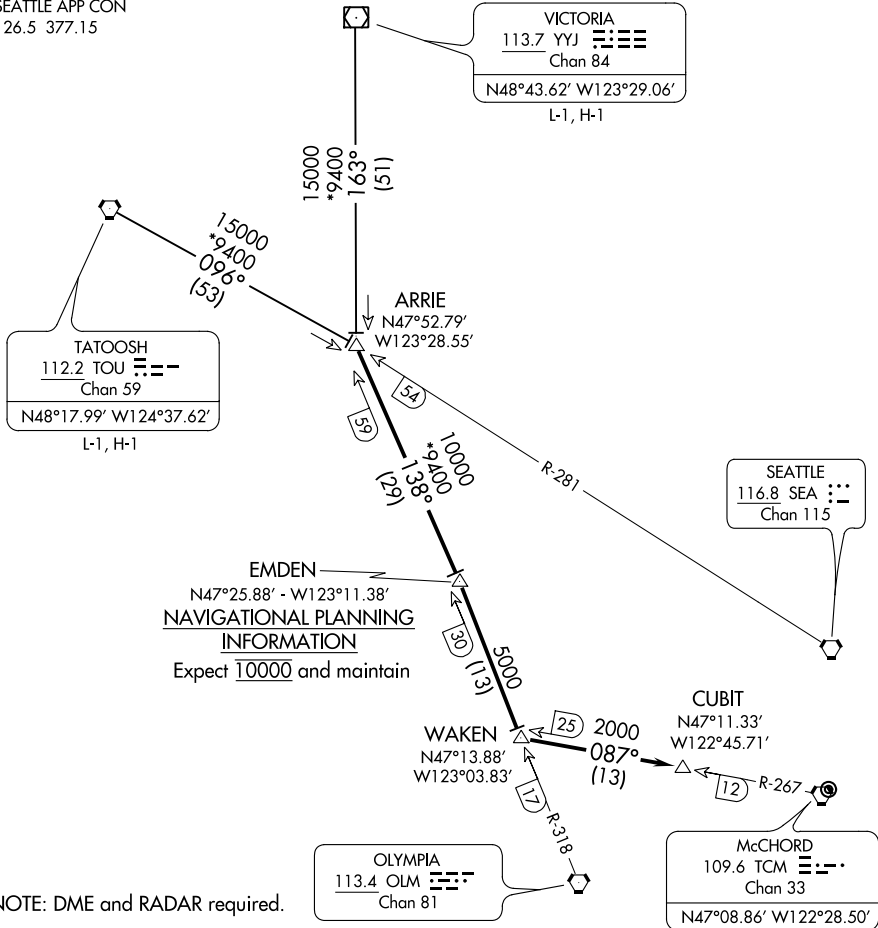 SEATTLE APP CON
26.5 377.15
VICTORIA
113.7 YYJ
Chan 84
N48°43.62' W123°29.06'
L-1, H-1
15000
*9400
163°
(51)
15000
*9400
096°
(53)
TATOOSH
112.2 TOU
Chan 59
N48°17.99' W124°37.62'
L-1, H-1
ARRIE
N47°52.79'
W123°28.55'
54
59
10000
*9400
138°
(29)
R-281
SEATTLE
116.8 SEA
Chan 115
EMDEN
N47°25.88' - W123°11.38'
NAVIGATIONAL PLANNING
INFORMATION
Expect 10000 and maintain
30
5000
(13)
WAKEN
N47°13.88'
W123°03.83'
25
2000
087°
(13)
CUBIT
N47°11.33'
W122°45.71'
12
R-267
17
R-318
OLYMPIA
113.4 OLM
Chan 81
McCHORD
109.6 TCM
Chan 33
N47°08.86' W122°28.50'
NOTE: DME and RADAR required.